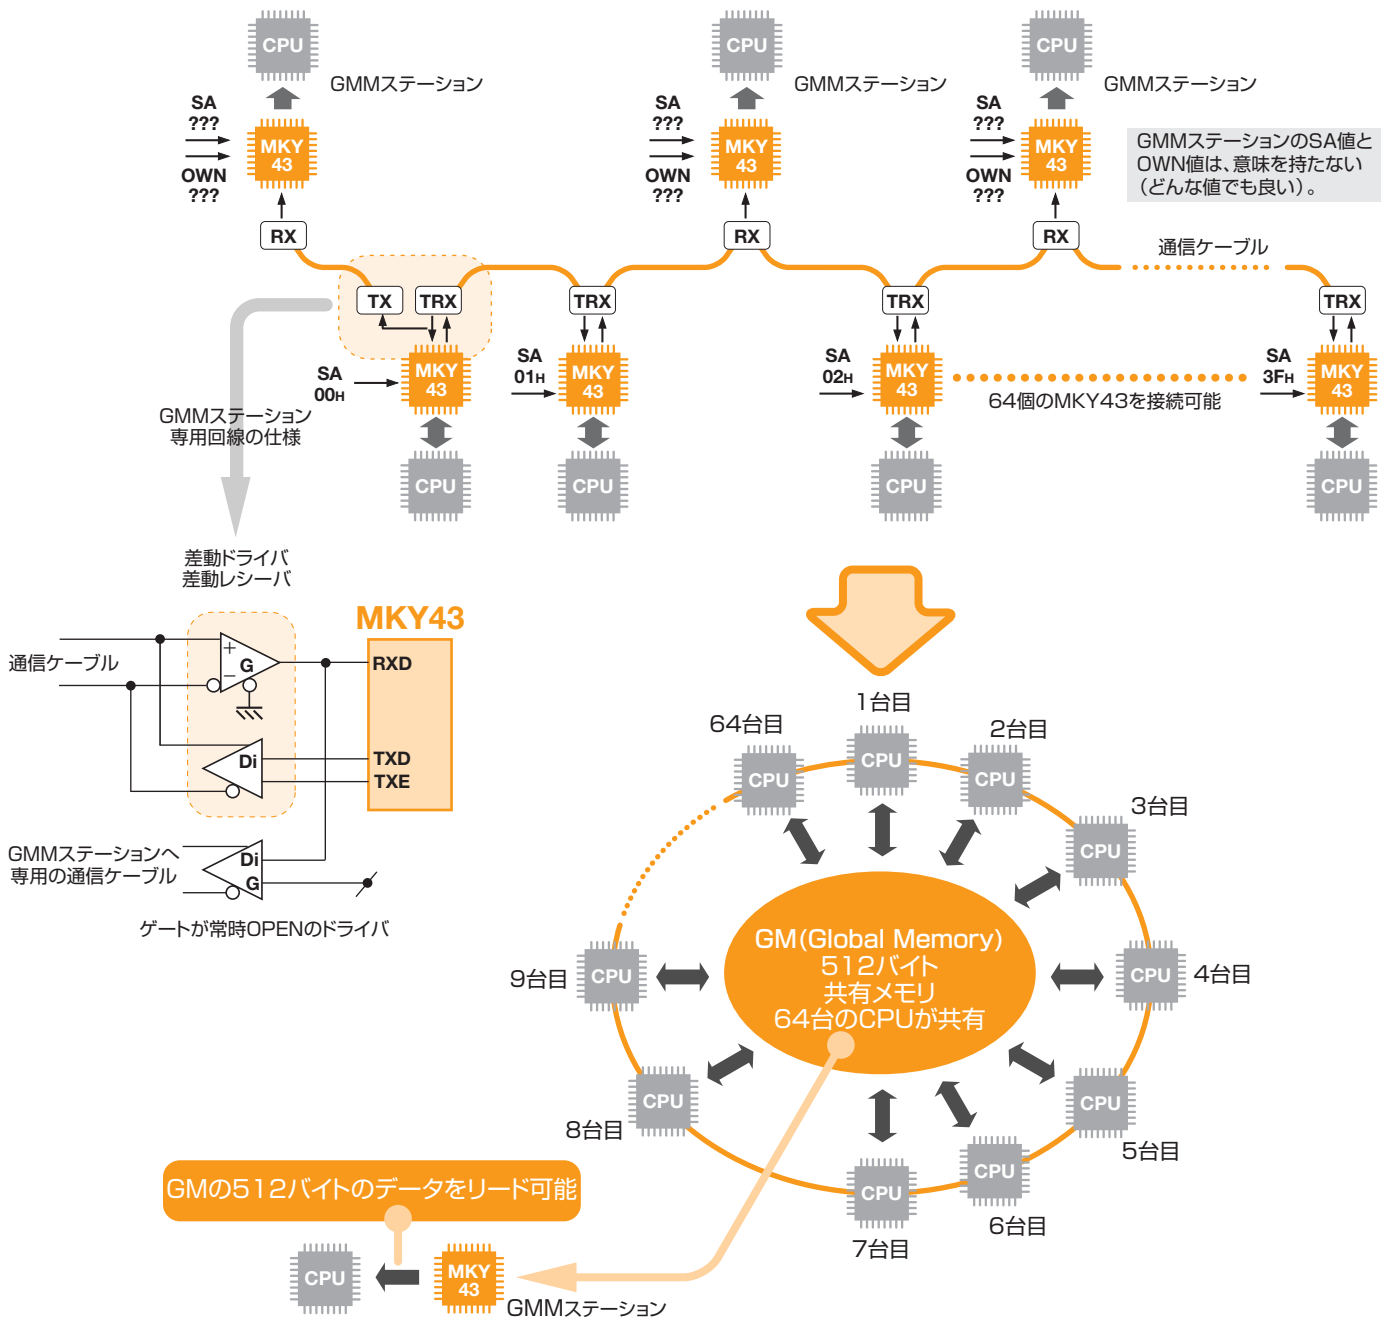 CPU
GMMステーション
SA
???
MKY
43
OWN
???
RX
CPU
GMMステーション
SA
???
MKY
43
OWN
???
RX
CPU
GMMステーション
SA
???
MKY
43
OWN
???
RX
GMMステーションのSA値と
OWN値は、意味を持たない
（どんな値でも良い）。
通信ケーブル
TX
TRX
TRX
TRX
TRX
SA
00H
MKY
43
SA
01H
MKY
43
SA
02H
MKY
43
64個のMKY43を接続可能
SA
3FH
MKY
43
CPU
CPU
CPU
CPU
GMMステーション
専用回線の仕様
差動ドライバ
差動レシーバ
MKY43
通信ケーブル
+
−
G
RXD
Di
TXD
TXE
GMMステーションへ
専用の通信ケーブル
Di
G
ゲートが常時OPENのドライバ
1台目
CPU
2台目
CPU
3台目
CPU
4台目
CPU
5台目
CPU
6台目
CPU
7台目
CPU
8台目
CPU
9台目
CPU
64台目
CPU
GM(Global Memory)
512バイト
共有メモリ
64台のCPUが共有
GMの512バイトのデータをリード可能
CPU
MKY
43
GMMステーション